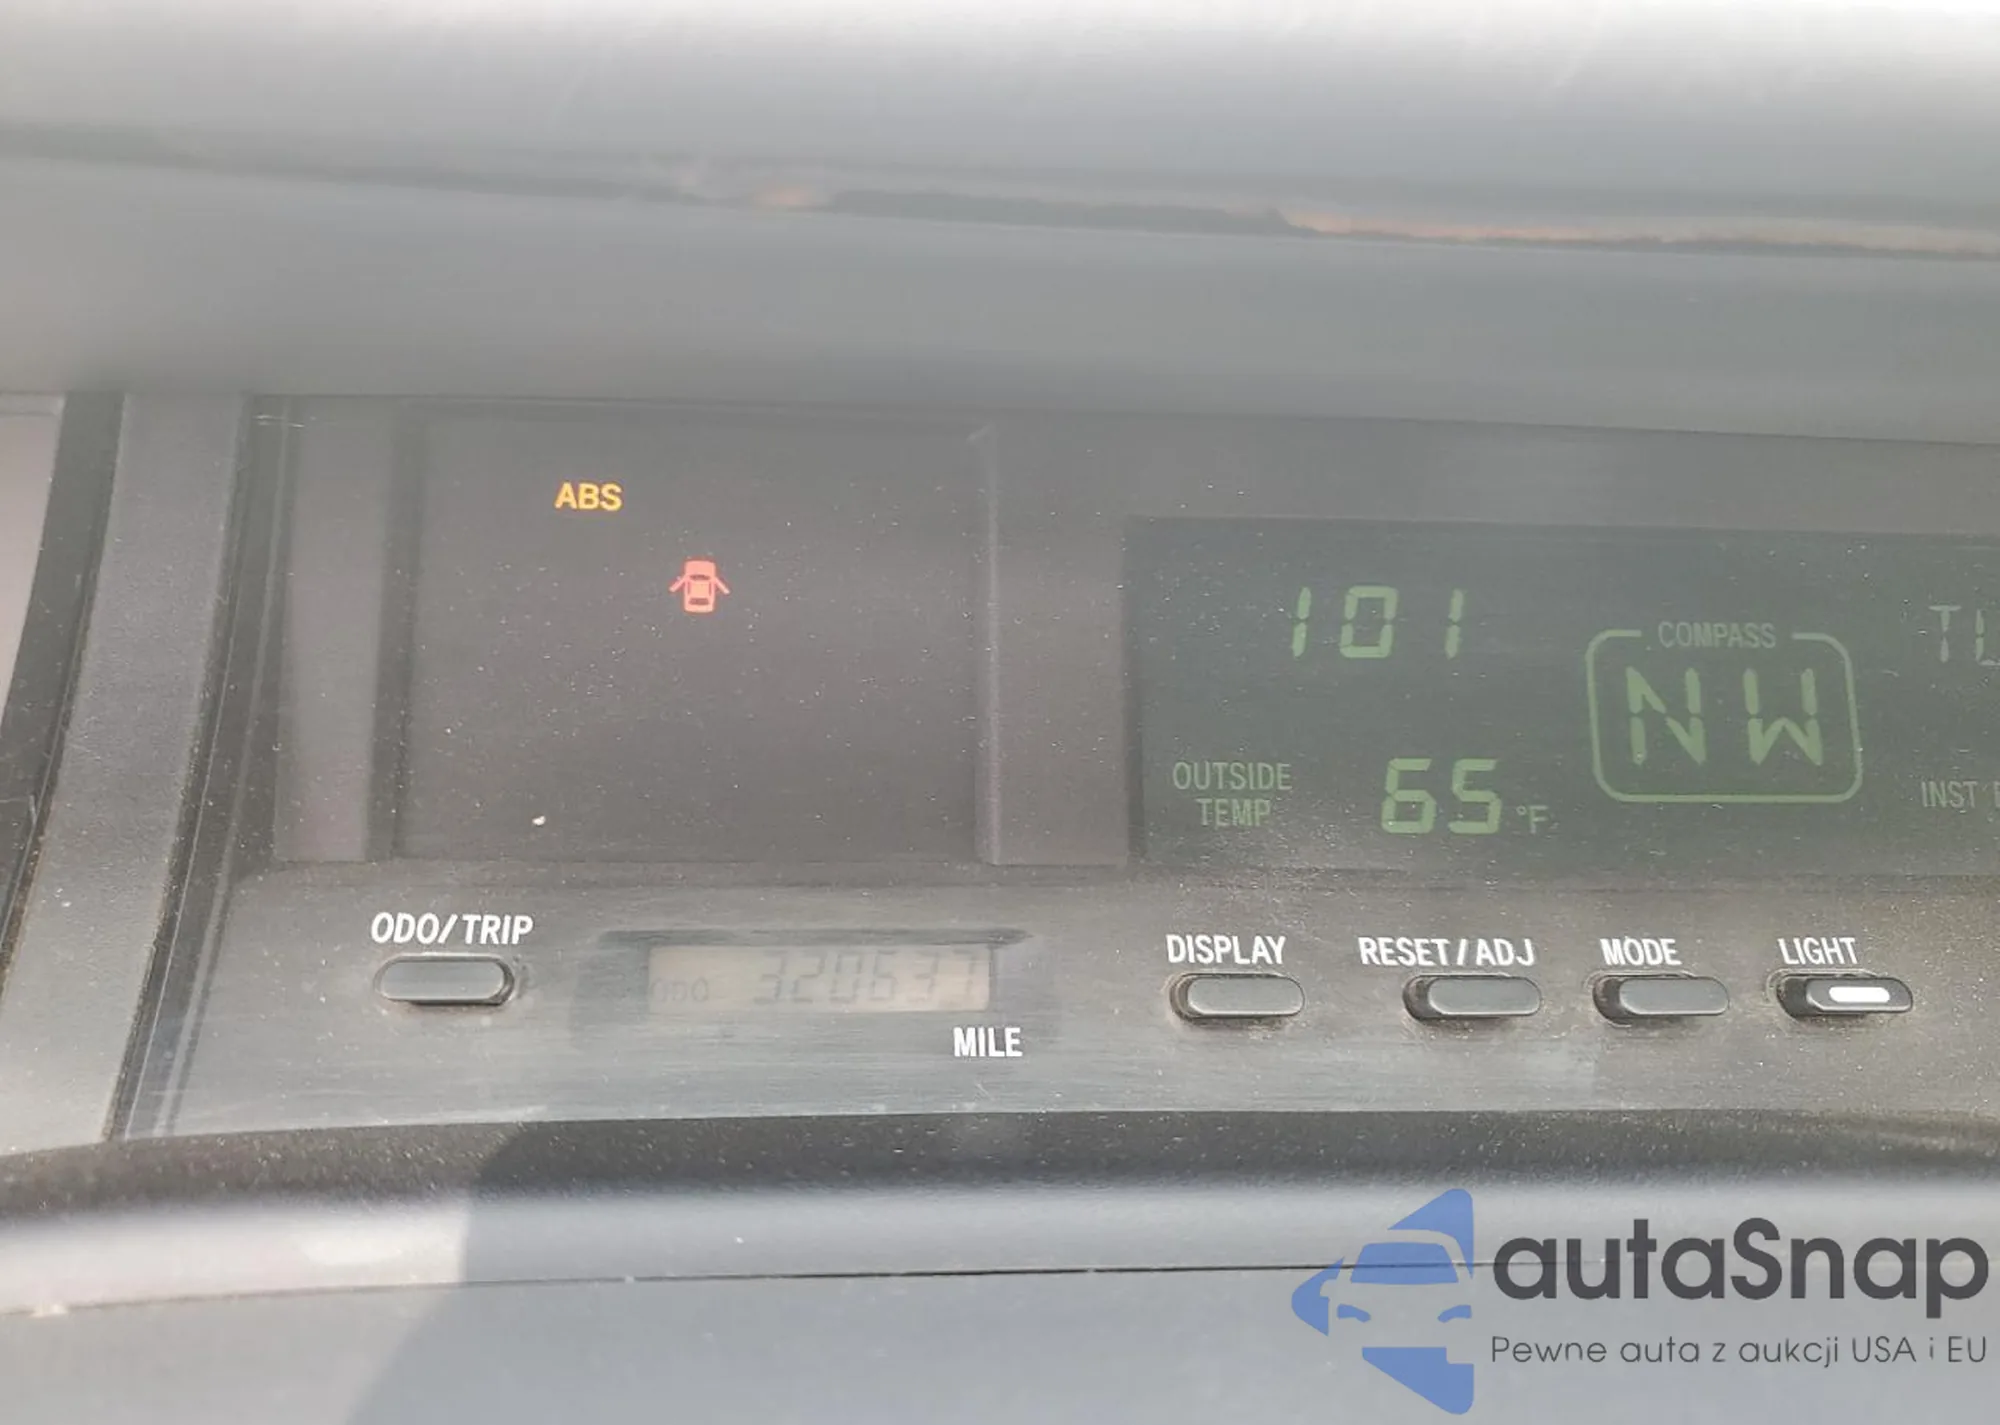 ABS
101
COMPASS
NW
OUTSIDE
TEMP
65 °F
INST
ODO/TRIP
ODO 320637
MILE
DISPLAY
RESET/ADJ
MODE
LIGHT
autaSnap
Pewne auta z aukcji USA i EU